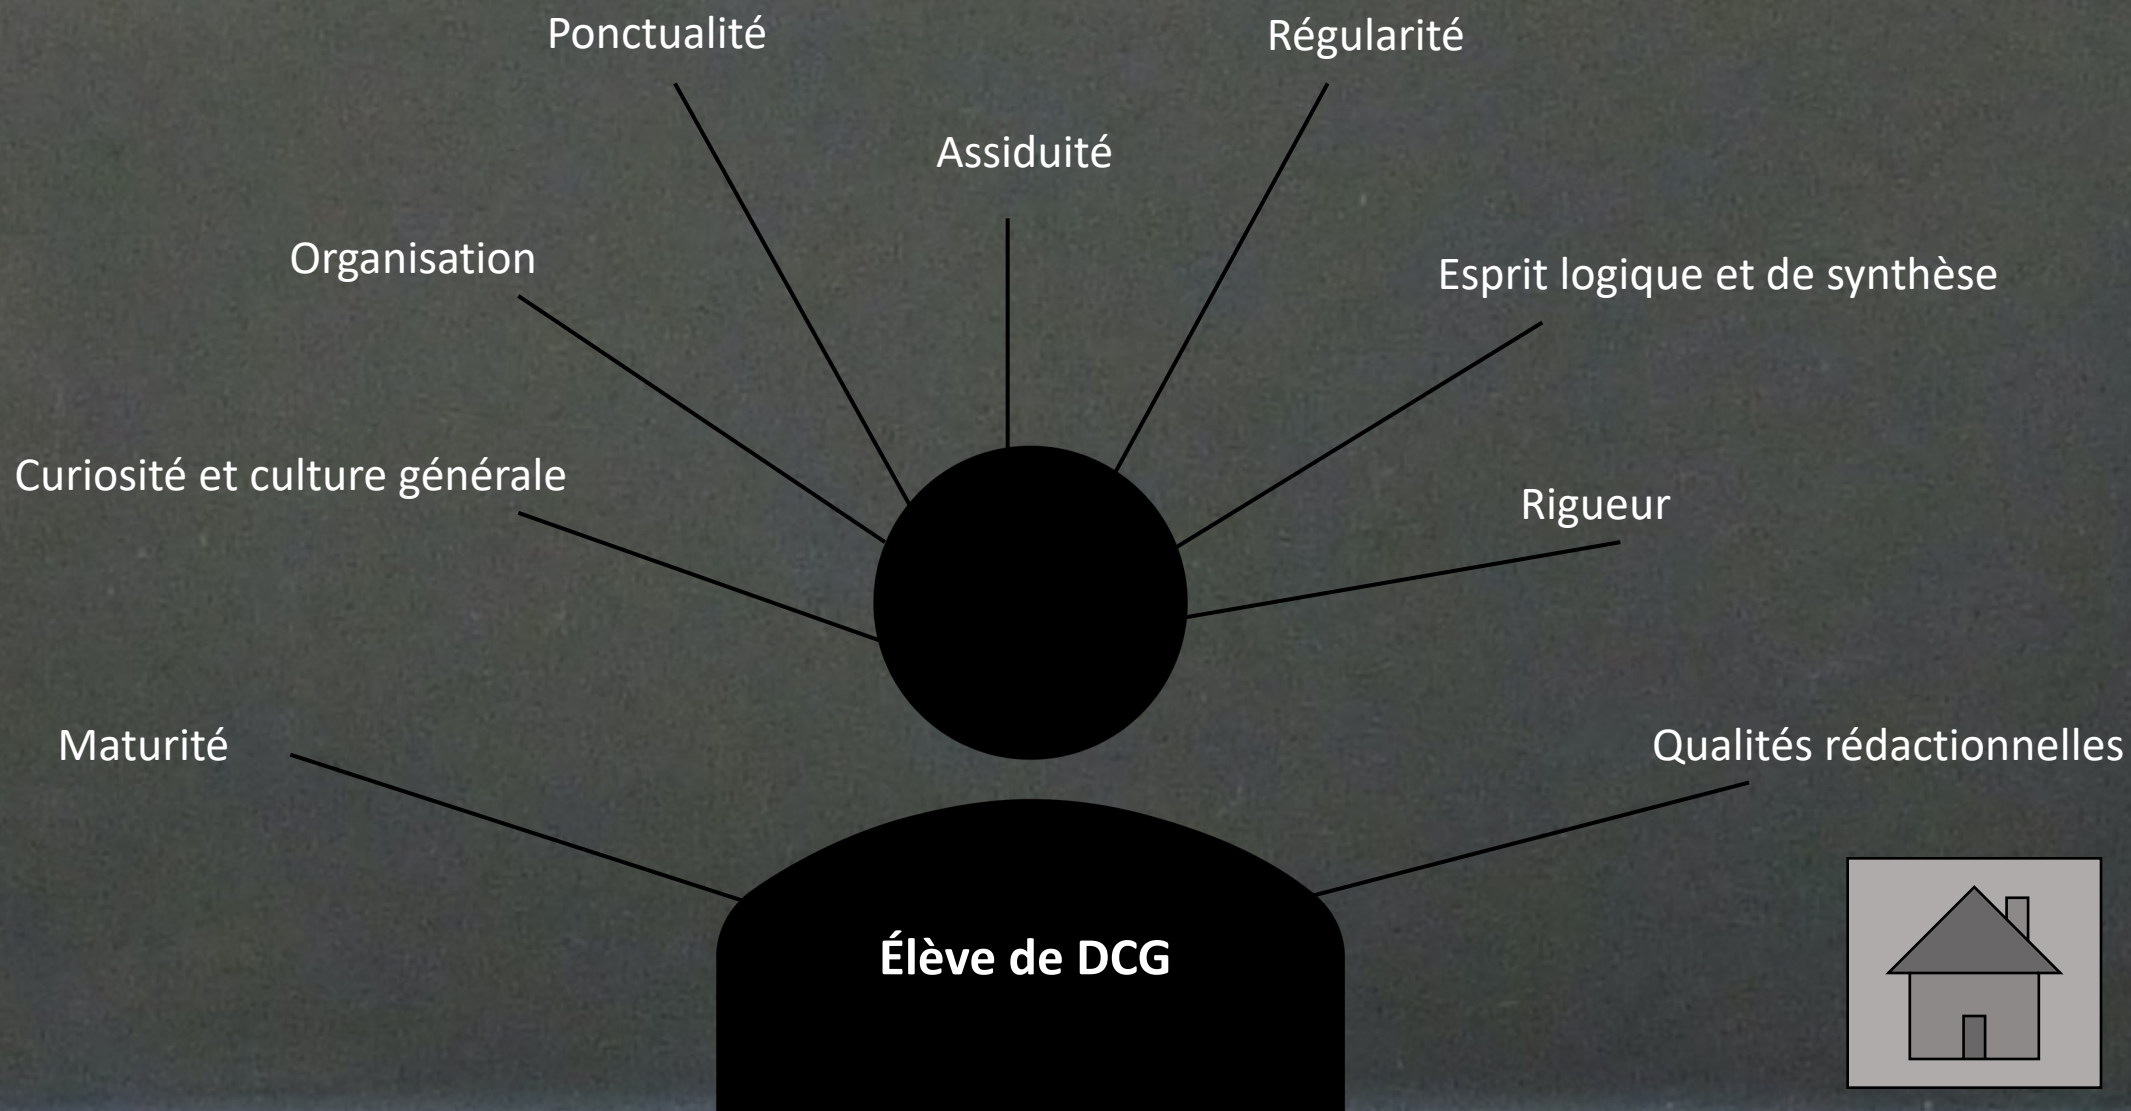 Ponctualité
Régularité
Assiduité
Organisation
Esprit logique et de synthèse
Curiosité et culture générale
Rigueur
Maturité
Qualités rédactionnelles
Élève de DCG